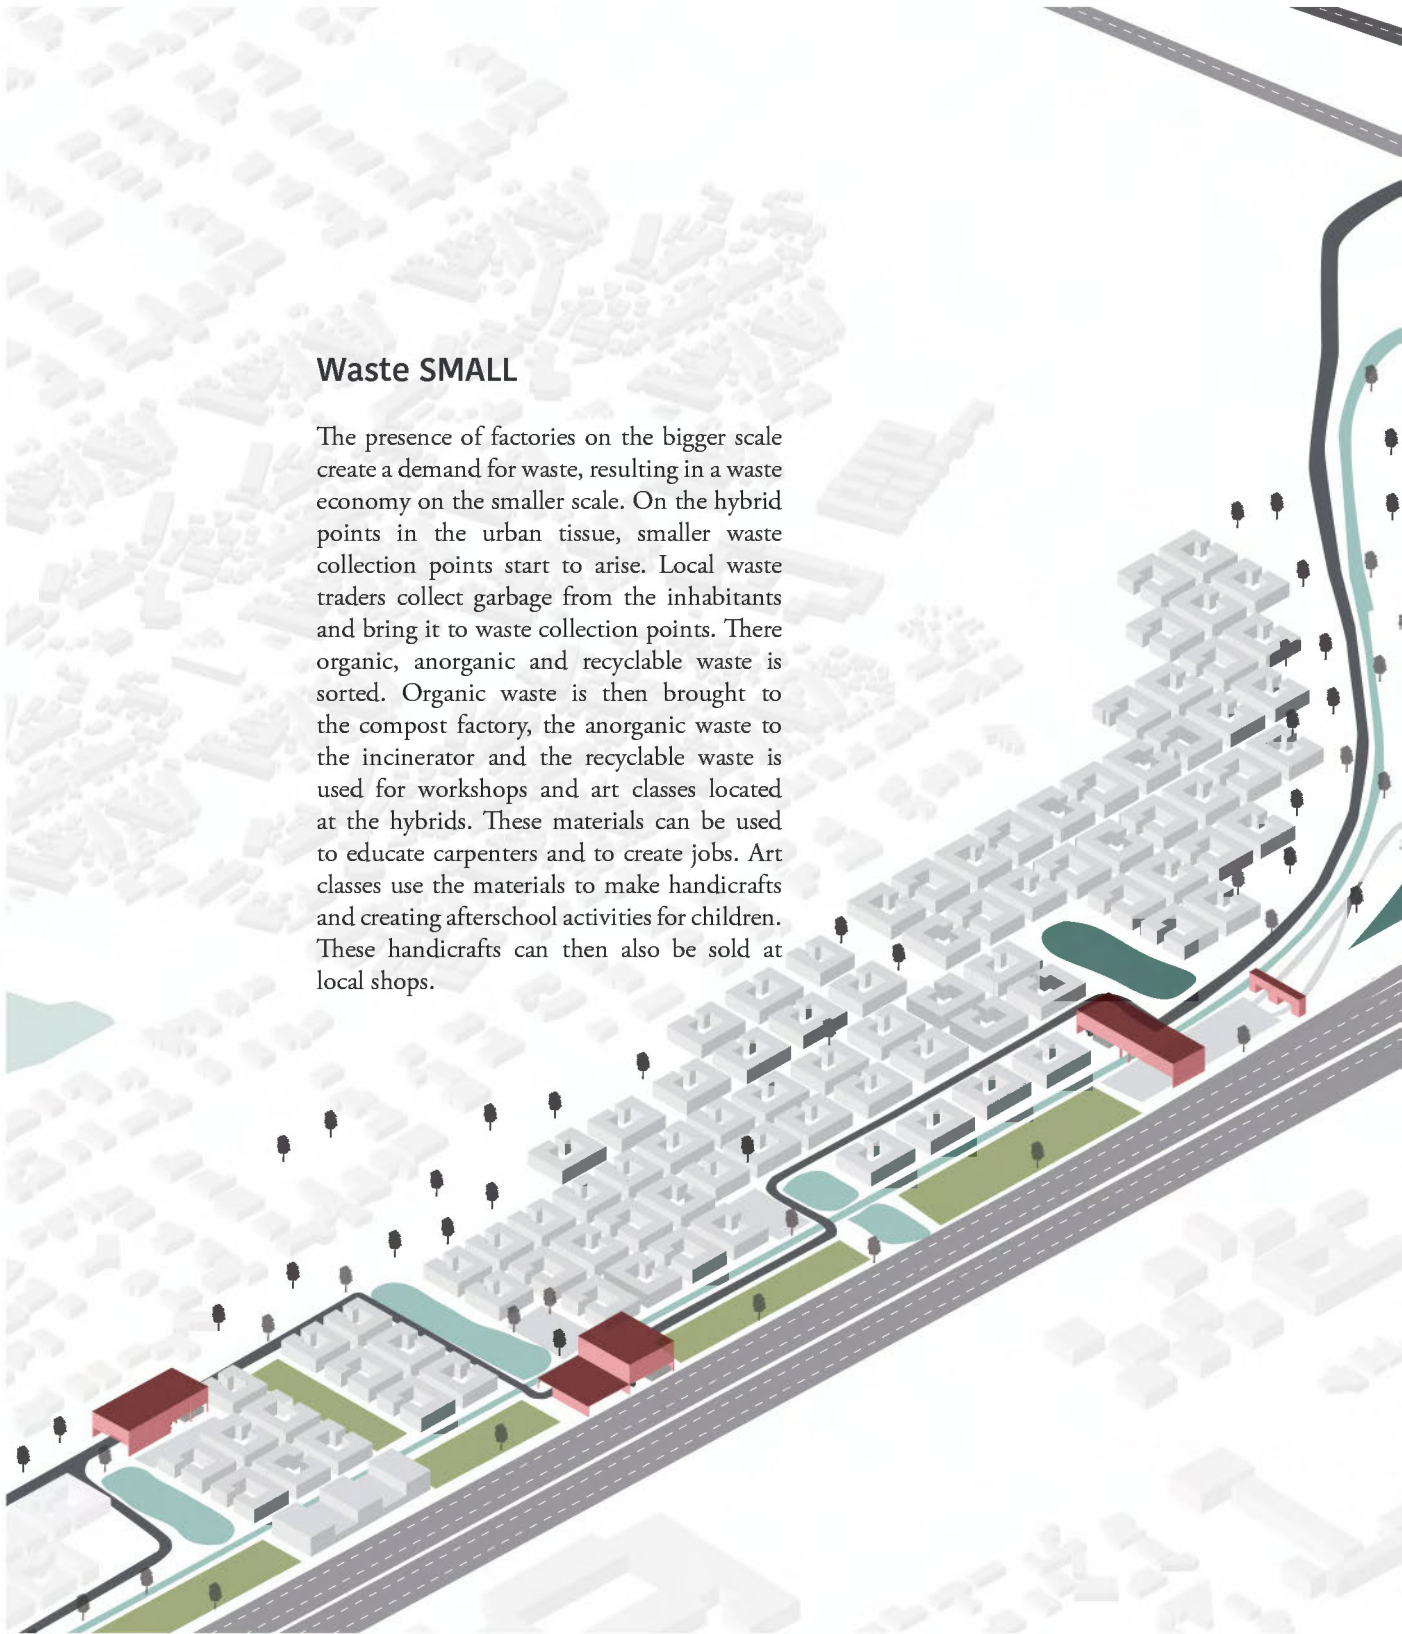 Waste SMALL
The presence of factories on the bigger scale
create a demand for waste, resulting in a waste
economy on the smaller scale. On the hybrid
points in the urban tissue, smaller waste
collection points start to arise. Local waste
traders collect garbage from the inhabitants
and bring it to waste collection points. There
organic, anorganic and recyclable waste is
sorted. Organic waste is then brought to
the compost factory, the anorganic waste to
the incinerator and the recyclable waste is
used for workshops and art classes located
at the hybrids. These materials can be used
to educate carpenters and to create jobs. Art
classes use the materials to make handicrafts
and creating afterschool activities for children.
These handicrafts can then also be sold at
local shops.